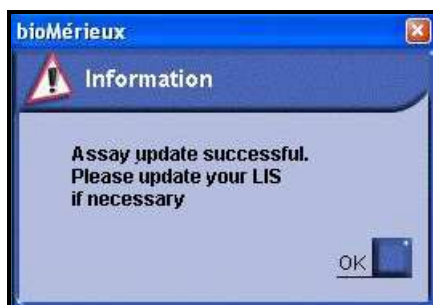 bioMérieux
Information
Assay update successful.
Please update your LIS
if necessary
OK